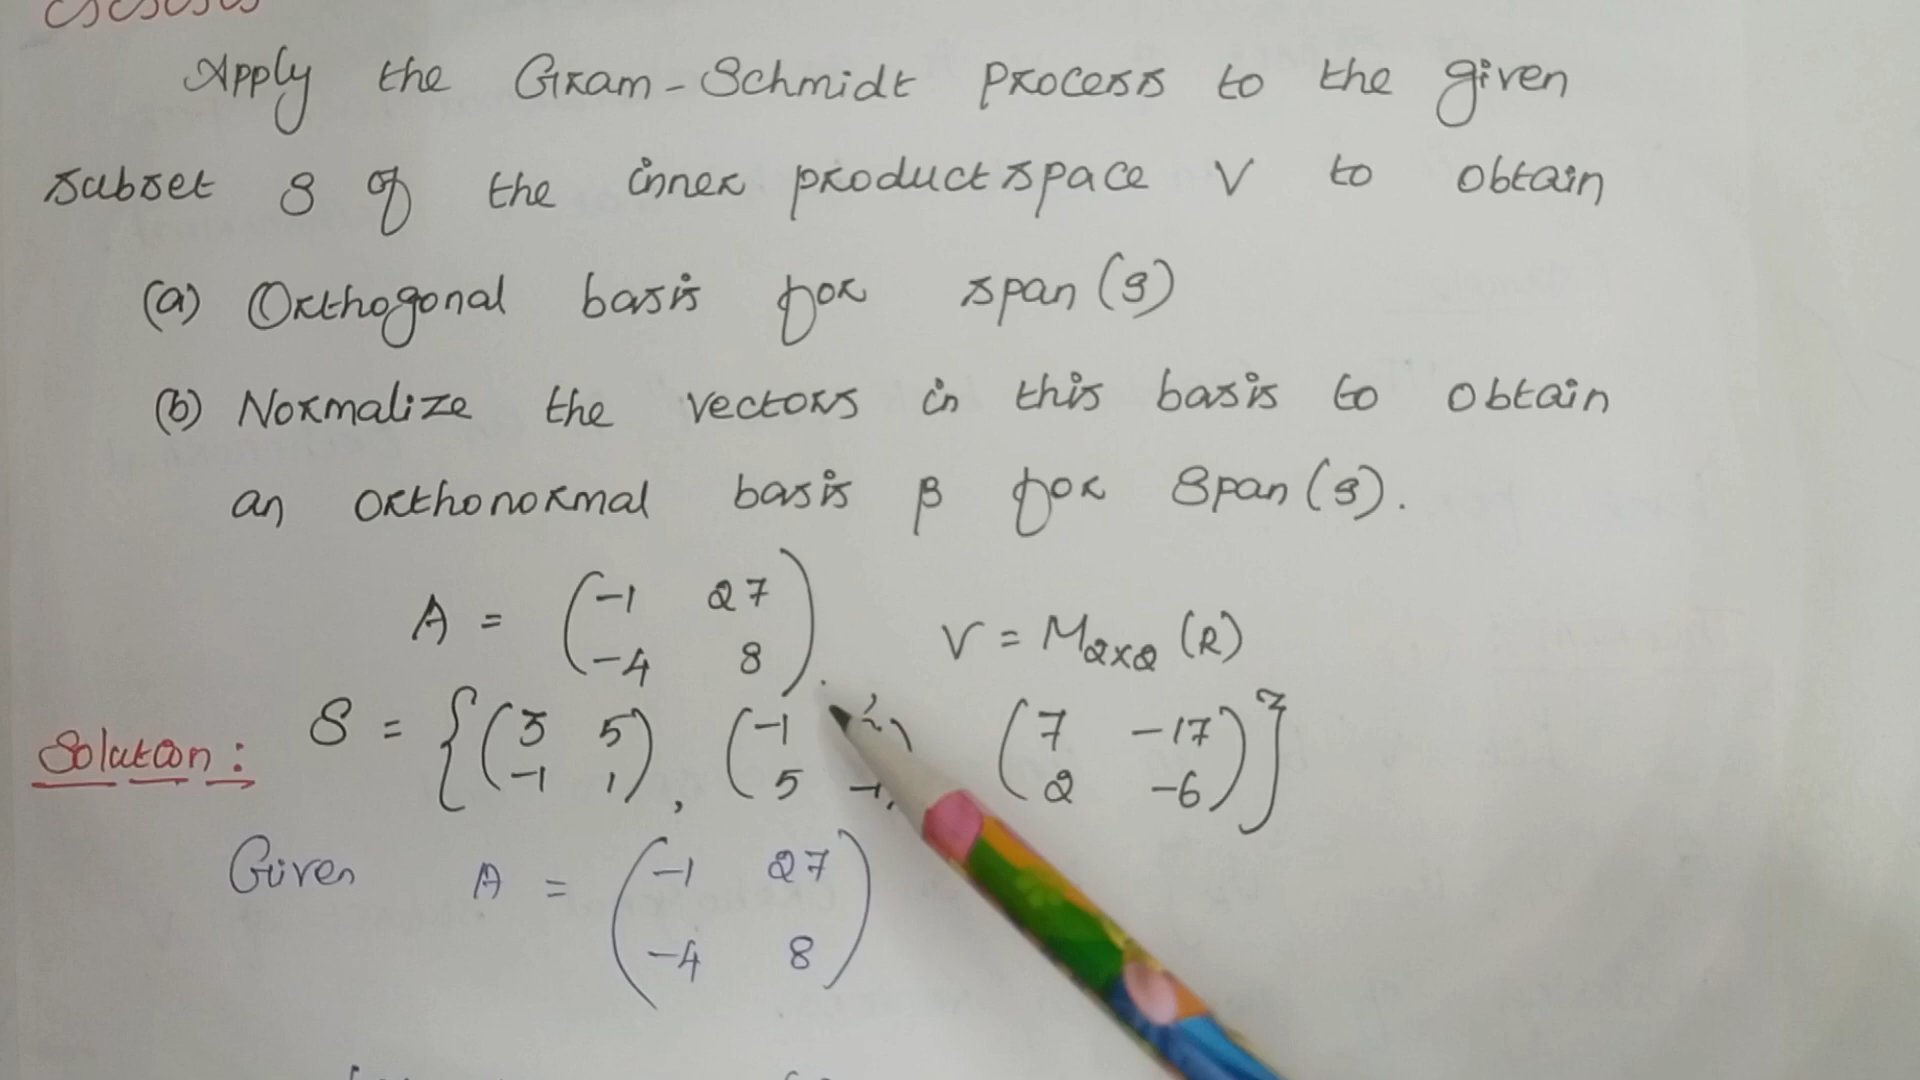 Apply the Gram-Schmidt process to the given
subset S of the inner product space V to obtain
(a) Orthogonal basis for span (S)
(b) Normalize the vectors in this basis to obtain
an orthonormal basis β for Span (S).
A = (-1 27
-4 8). V = M2x2 (R)
Solution: S = {(3 5
-1 1), (-1
5 -1 (7 -17
2 -6)}
Given A = (-1 27
-4 8)